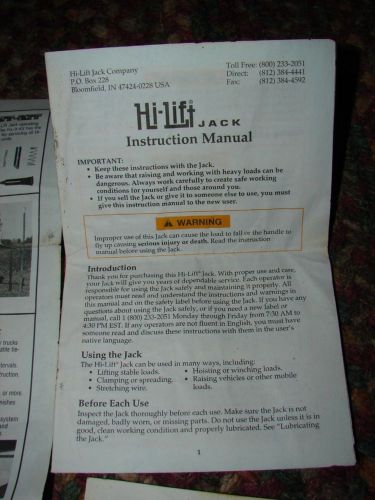 Hi-Lift Jack Company
P.O. Box 228
Bloomfield, IN 47424-0228 USA
Toll Free: (800) 233-2051
Direct: (812) 384-4441
Fax: (812) 384-4592
Hi-Lift JACK
Instruction Manual
IMPORTANT:
• Keep these instructions with the Jack.
• Be aware that raising and working with heavy loads can be
dangerous. Always work carefully to create safe working
conditions for yourself and those around you.
• If you sell the Jack or give it to someone else to use, you must
give this instruction manual to the new user.
WARNING
Improper use of this Jack can cause the load to fall or the handle to
fly up causing serious injury or death. Read the instruction
manual before using the Jack.
Introduction
Thank you for purchasing this Hi-Lift® Jack. With proper use and care,
your Jack will give you years of dependable service. Each operator is
responsible for using the Jack safely and maintaining it properly. All
operators must read and understand the instructions and warnings in
this manual and on the safety label before using the Jack. If you have any
questions about using the Jack safely, or if you need a new label or
manual, call 1 (800) 233-2051 Monday through Friday from 7:30 AM to
4:30 PM EST. If any operators are not fluent in English, you must have
someone read and discuss these instructions with them in the user's
native language.
Using the Jack
The Hi-Lift® Jack can be used in many ways, including:
• Lifting stable loads.
• Clamping or spreading.
• Stretching wire.
• Hoisting or winching loads.
• Raising vehicles or other mobile
loads.
Before Each Use
Inspect the Jack thoroughly before each use. Make sure the Jack is not
damaged, badly worn, or missing parts. Do not use the Jack unless it is in
good, clean working condition and properly lubricated. See "Lubricating
the Jack."
1
trucks
tie-
ntervals.
truction.
or more.
nishes.
system
and